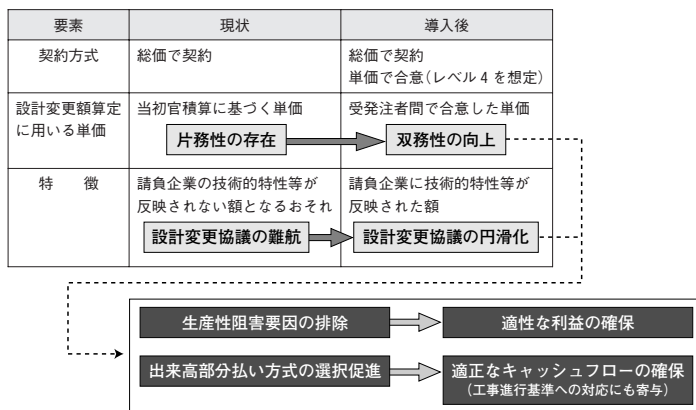 要素 現状 導入後
契約方式 総価で契約 総価で契約
単価で合意（レベル4を想定）
設計変更額算定 当初官積算に基づく単価 受発注者間で合意した単価
に用いる単価
片務性の存在 双務性の向上
特　徴 請負企業の技術的特性等が 請負企業に技術的特性等が
反映されない額となるおそれ 反映された額
設計変更協議の難航 設計変更協議の円滑化
生産性阻害要因の排除 適性な利益の確保
出来高部分払い方式の選択促進 適正なキャッシュフローの確保
（工事進行基準への対応にも寄与）